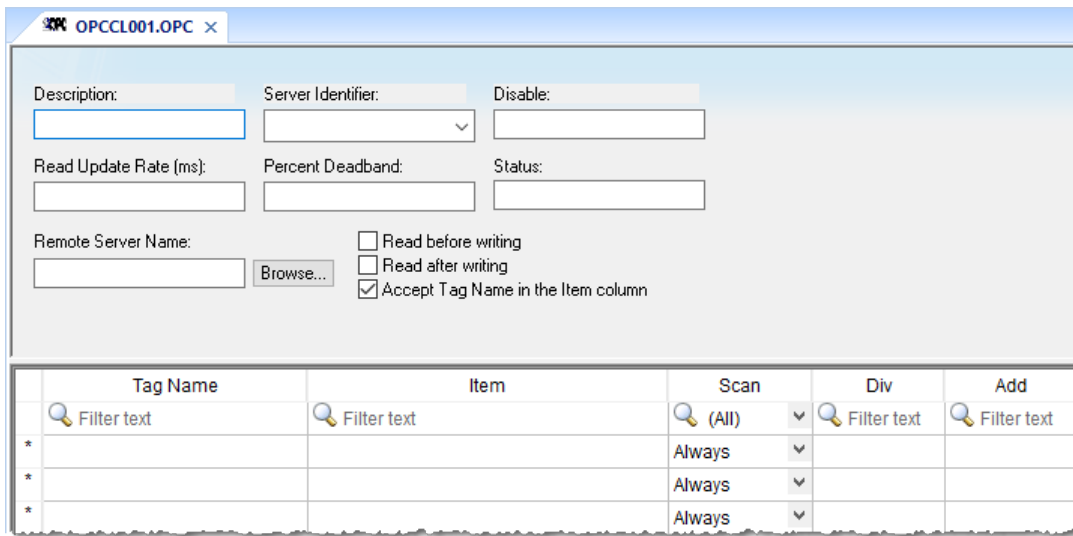 OPCCL001.OPC
Description: Server Identifier: Disable:
Read Update Rate (ms): Percent Deadband: Status:
Remote Server Name:
Browse...
Read before writing
Read after writing
Accept Tag Name in the Item column
Tag Name Item Scan Div Add
Filter text Filter text (All) Filter text Filter text
* Always
* Always
* Always